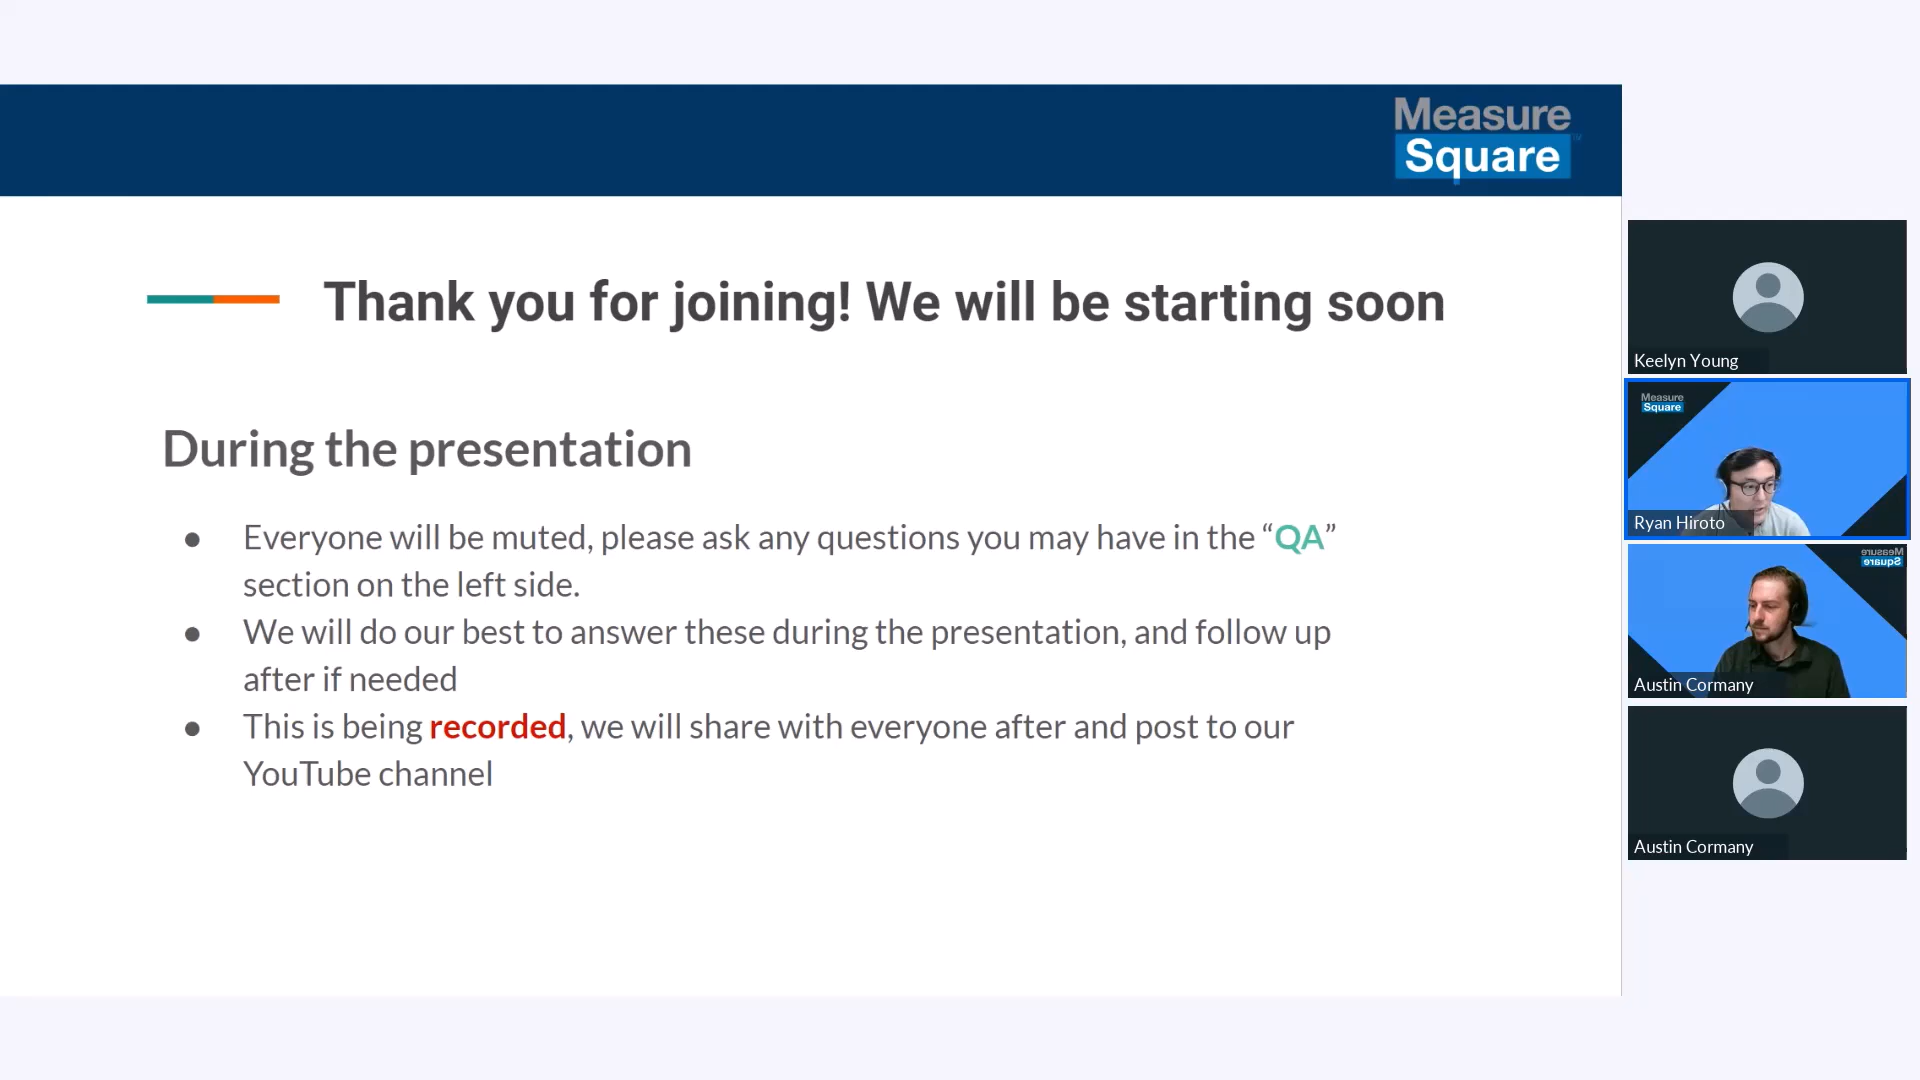 Measure
Square
Thank you for joining! We will be starting soon
During the presentation
● Everyone will be muted, please ask any questions you may have in the “QA”
section on the left side.
● We will do our best to answer these during the presentation, and follow up
after if needed
● This is being recorded, we will share with everyone after and post to our
YouTube channel
Keelyn Young
Measure
Square
Ryan Hiroto
Measure
Square
Austin Cormany
Austin Cormany